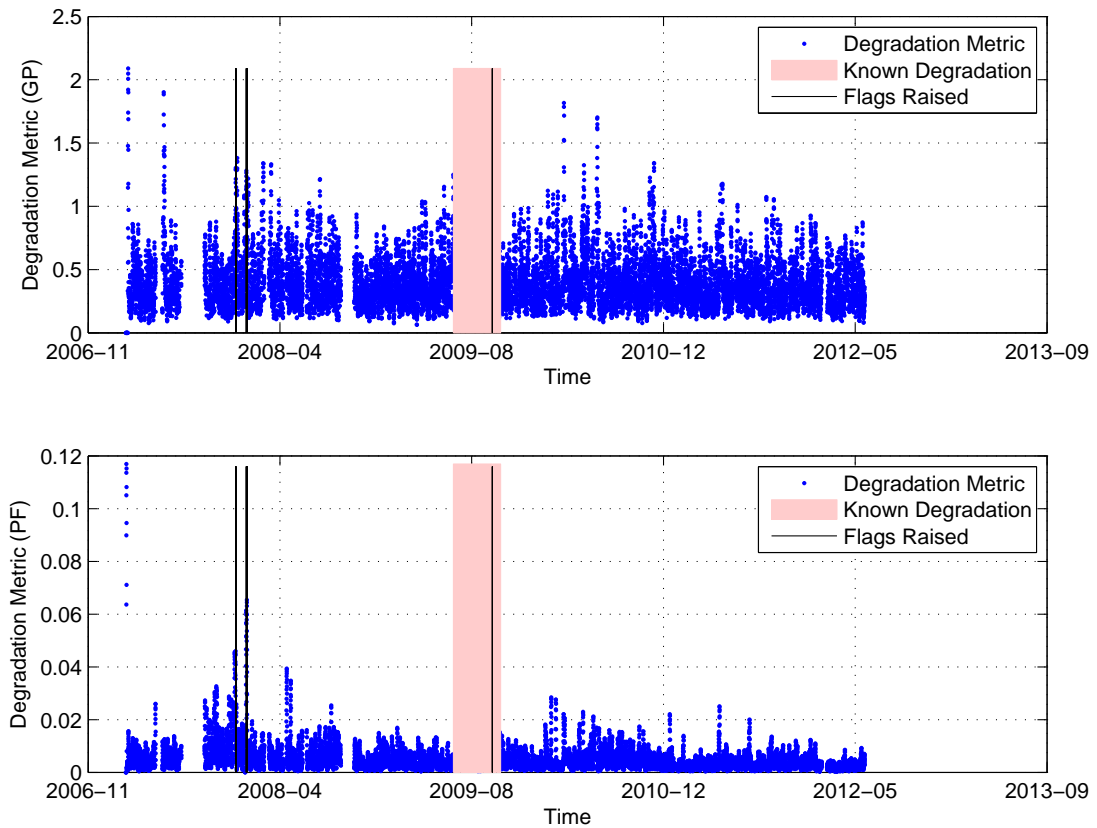 2.5
2
1.5
1
0.5
0
Degradation Metric (GP)
Degradation Metric
Known Degradation
Flags Raised
2006−11
2008−04
2009−08
2010−12
2012−05
2013−09
Time
0.12
0.1
0.08
0.06
0.04
0.02
0
Degradation Metric (PF)
Degradation Metric
Known Degradation
Flags Raised
2006−11
2008−04
2009−08
2010−12
2012−05
2013−09
Time